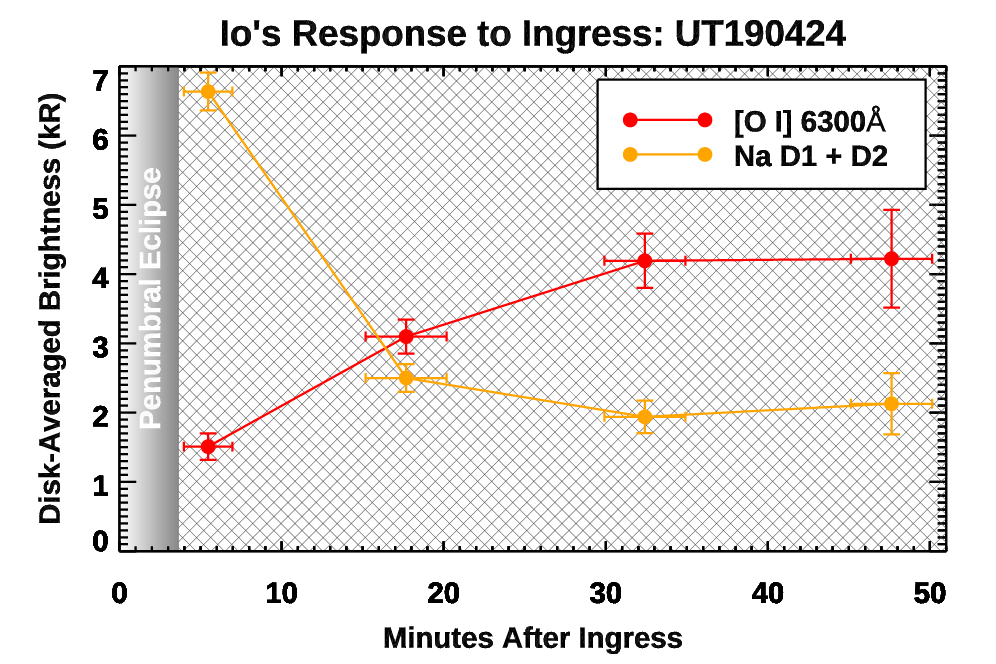 Io's Response to Ingress: UT190424
[O I] 6300Å
Na D1 + D2
Penumbral Eclipse
Disk-Averaged Brightness (kR)
7
6
5
4
3
2
1
0
0 10 20 30 40 50
Minutes After Ingress